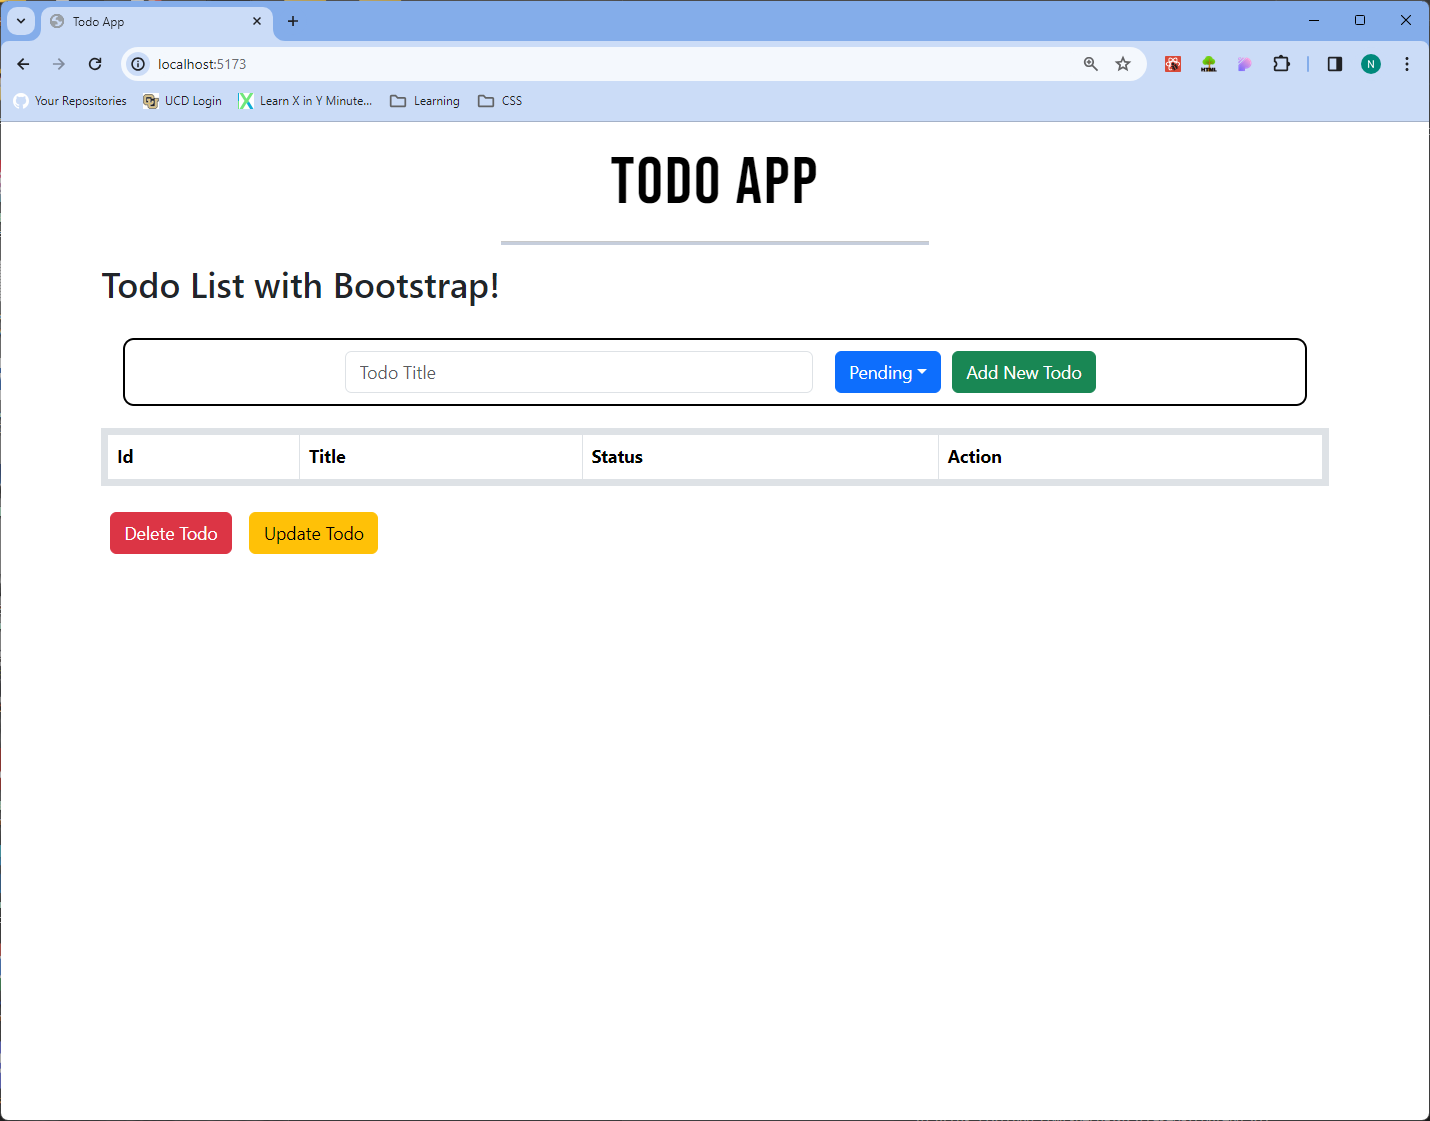 Todo App
localhost:5173
N
Your Repositories UCD Login Learn X in Y Minute... Learning CSS
TODO APP
Todo List with Bootstrap!
Todo Title Pending Add New Todo
Id Title Status Action
Delete Todo Update Todo